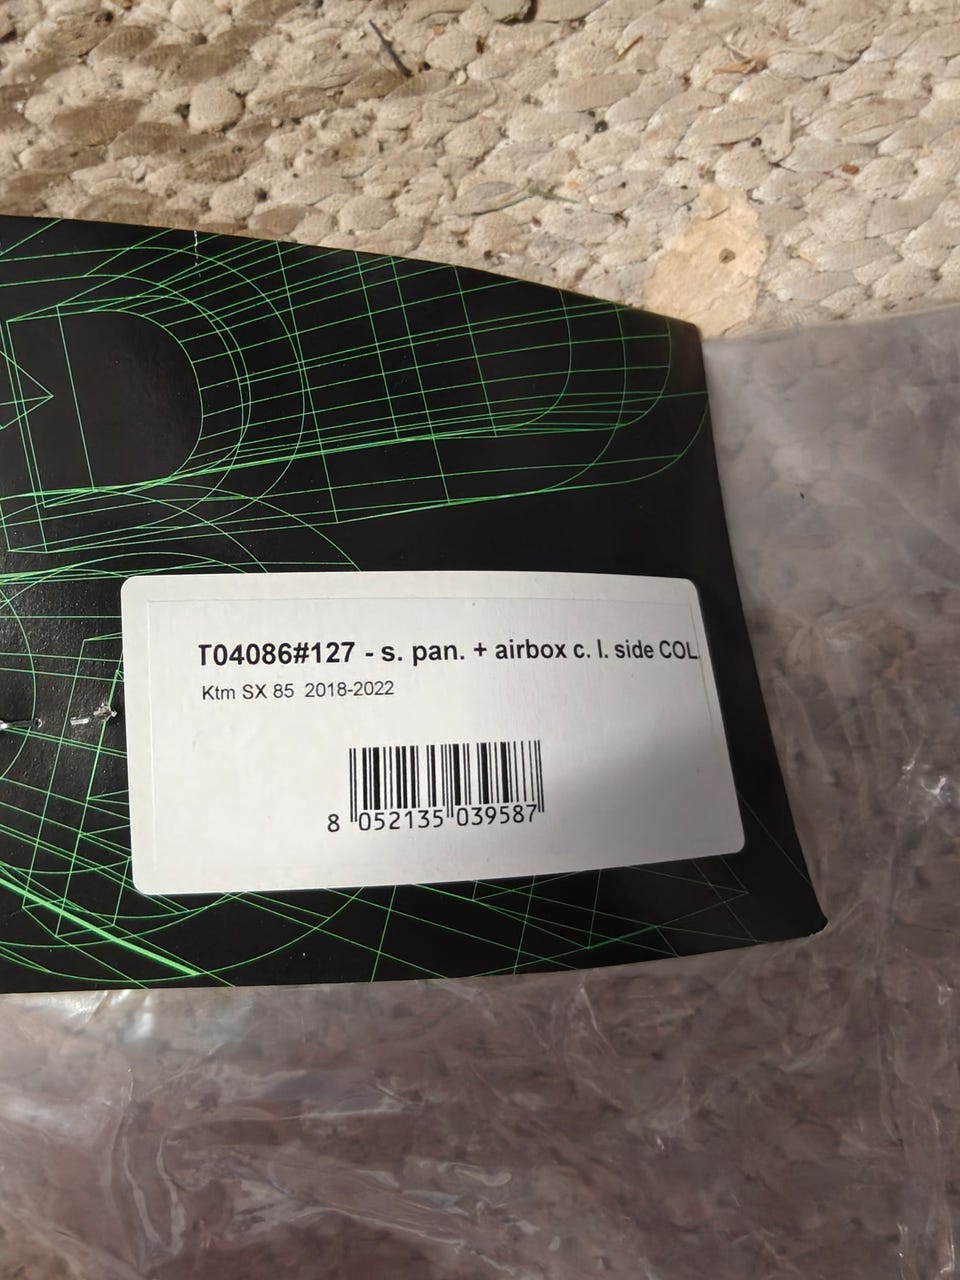 T04086#127 - s. pan. + airbox c. l. side COL
Ktm SX 85 2018-2022
8 052135 039587